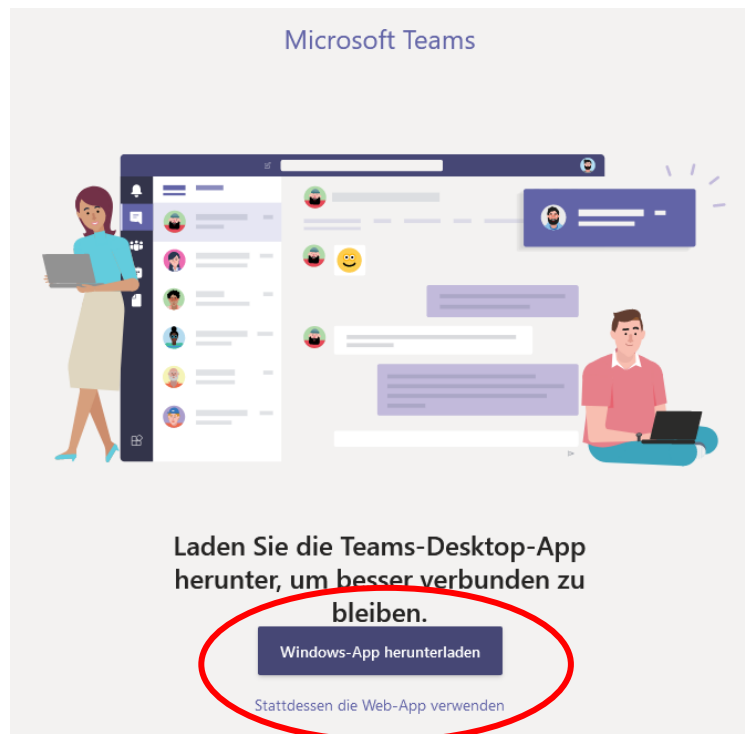 Microsoft Teams
Laden Sie die Teams-Desktop-App
herunter, um besser verbunden zu
bleiben.
Windows-App herunterladen
Stattdessen die Web-App verwenden